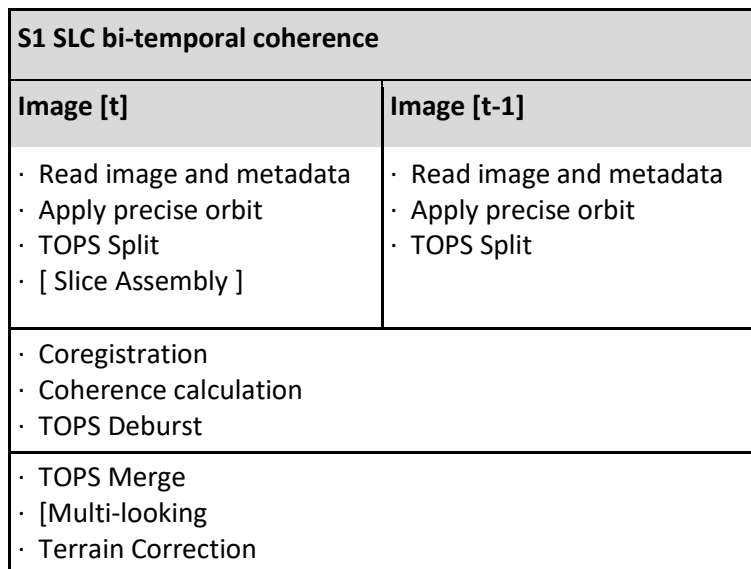 S1 SLC bi-temporal coherence
Image [t]
Image [t-1]
· Read image and metadata
· Apply precise orbit
· TOPS Split
· [ Slice Assembly ]
· Read image and metadata
· Apply precise orbit
· TOPS Split
· Coregistration
· Coherence calculation
· TOPS Deburst
· TOPS Merge
· [Multi-looking
· Terrain Correction